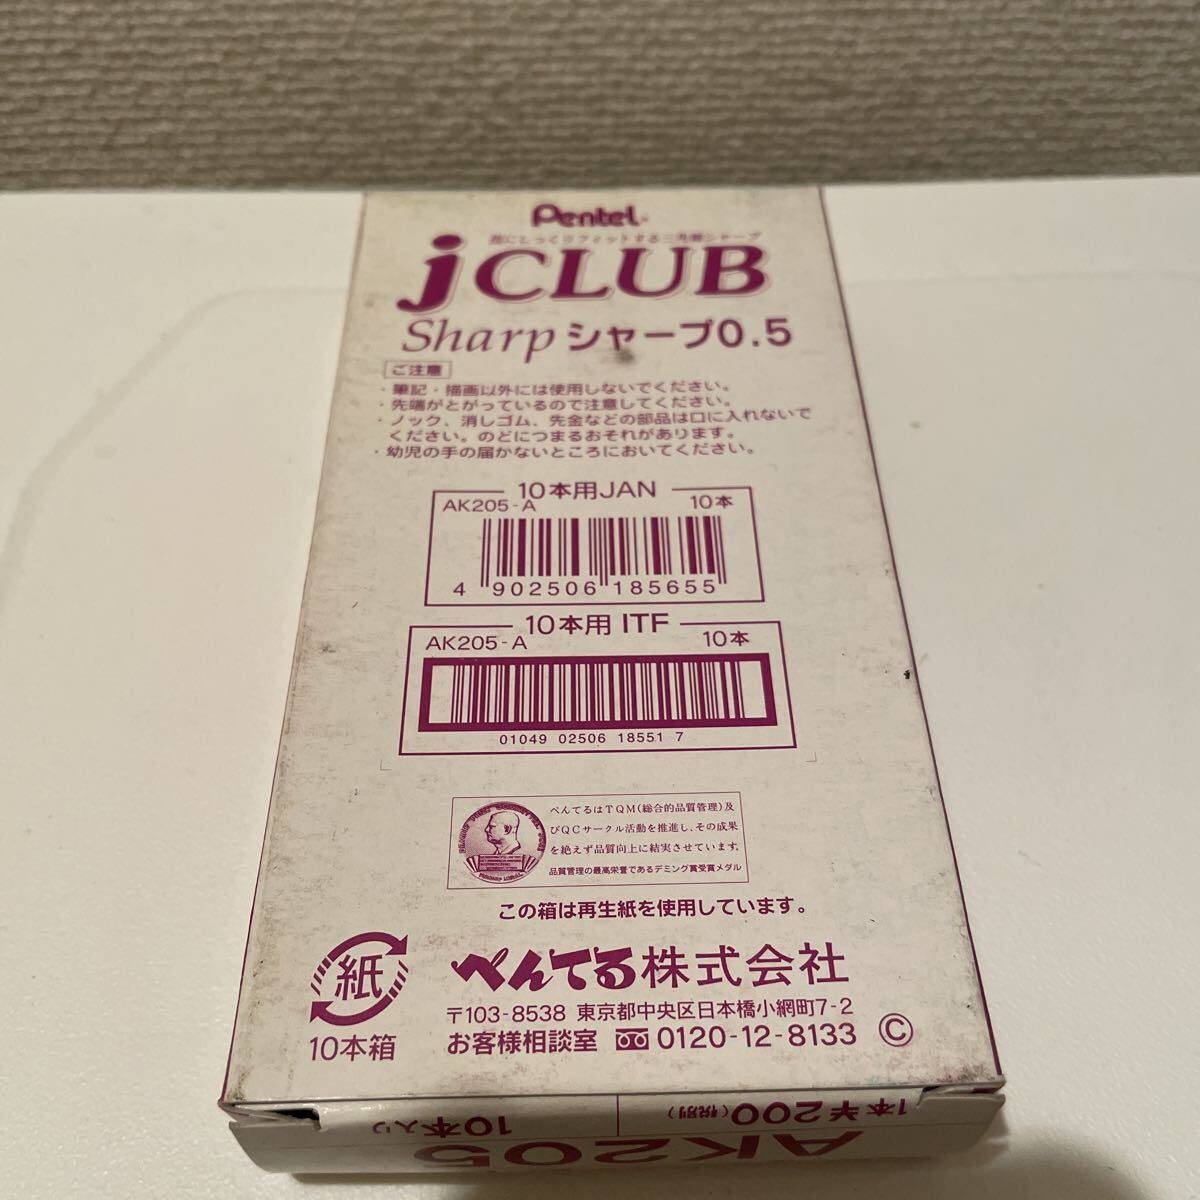 Pentel
指にしっくりフィットする三角軸シャープ
jCLUB
Sharp シャープ0.5
ご注意
・筆記・描画以外には使用しないでください。
・先端がとがっているので注意してください。
・ノック、消しゴム、先金などの部品は口に入れないで
ください。のどにつまるおそれがあります。
・幼児の手の届かないところにおいてください。
10本用JAN
AK205-A 10本
4 902506 185655
10本用 ITF
AK205-A 10本
01049 02506 18551 7
ぺんてるはTQM(総合的品質管理)及
びQCサークル活動を推進し、その成果
を絶えず品質向上に結実させています。
品質管理の最高栄誉であるデミング賞受賞メダル
この箱は再生紙を使用しています。
紙
10本箱
ぺんてる株式会社
〒103-8538 東京都中央区日本橋小網町7-2
お客様相談室 0120-12-8133 ©
1本¥200(税別)
10本入り
AK205